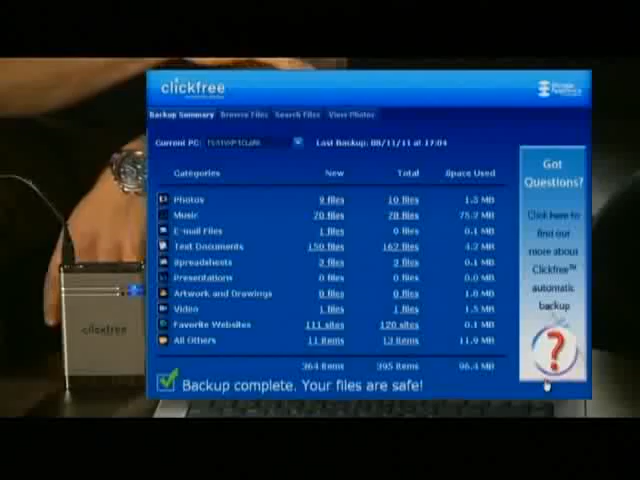 clickfree
Backup Summary Browse Files Search Files View Photos
Current PC: Last Backup: 08/11/11 at 17:04
Categories New Total Space Used
Photos 9 files 10 files 1.3 MB
Music 70 files 78 files 75.2 MB
E-mail Files 1 files 0 files 0.1 MB
Text Documents 150 files 162 files 4.2 MB
Spreadsheets 3 files 3 files 0.1 MB
Presentations 0 files 0 files 0.0 MB
Artwork and Drawings 0 files 0 files 1.8 MB
Video 1 files 1 files 1.5 MB
Favorite Websites 111 sites 120 sites 0.1 MB
All Others 11 items 13 items 11.9 MB
364 items 395 items 96.4 MB
Backup complete. Your files are safe!
Got
Questions?
Click here to
find out
more about
Clickfree™
automatic
backup
?
clickfree